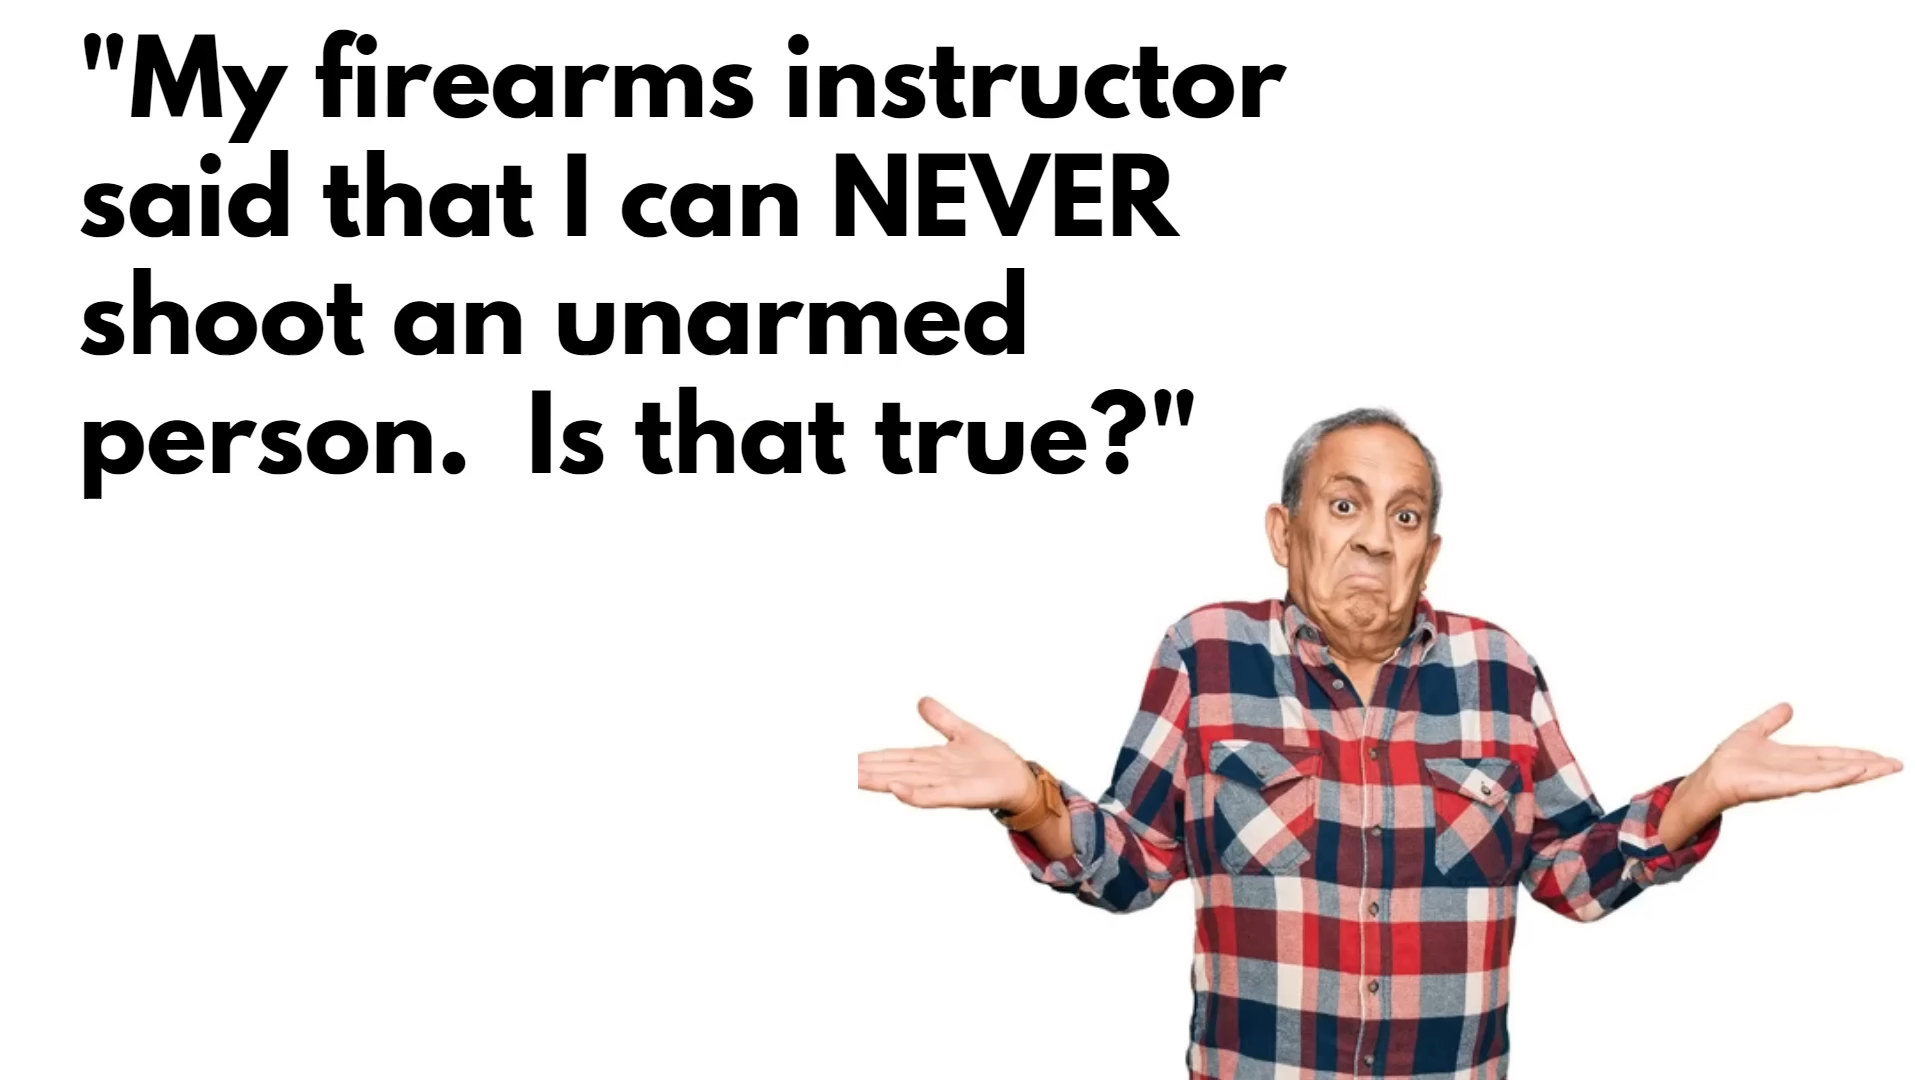 "My firearms instructor
said that I can NEVER
shoot an unarmed
person.  Is that true?"